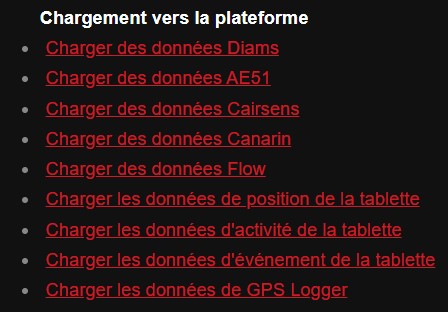 Chargement vers la plateforme
Charger des données Diams
Charger des données AE51
Charger des données Cairsens
Charger des données Canarin
Charger des données Flow
Charger les données de position de la tablette
Charger les données d'activité de la tablette
Charger les données d'événement de la tablette
Charger les données de GPS Logger